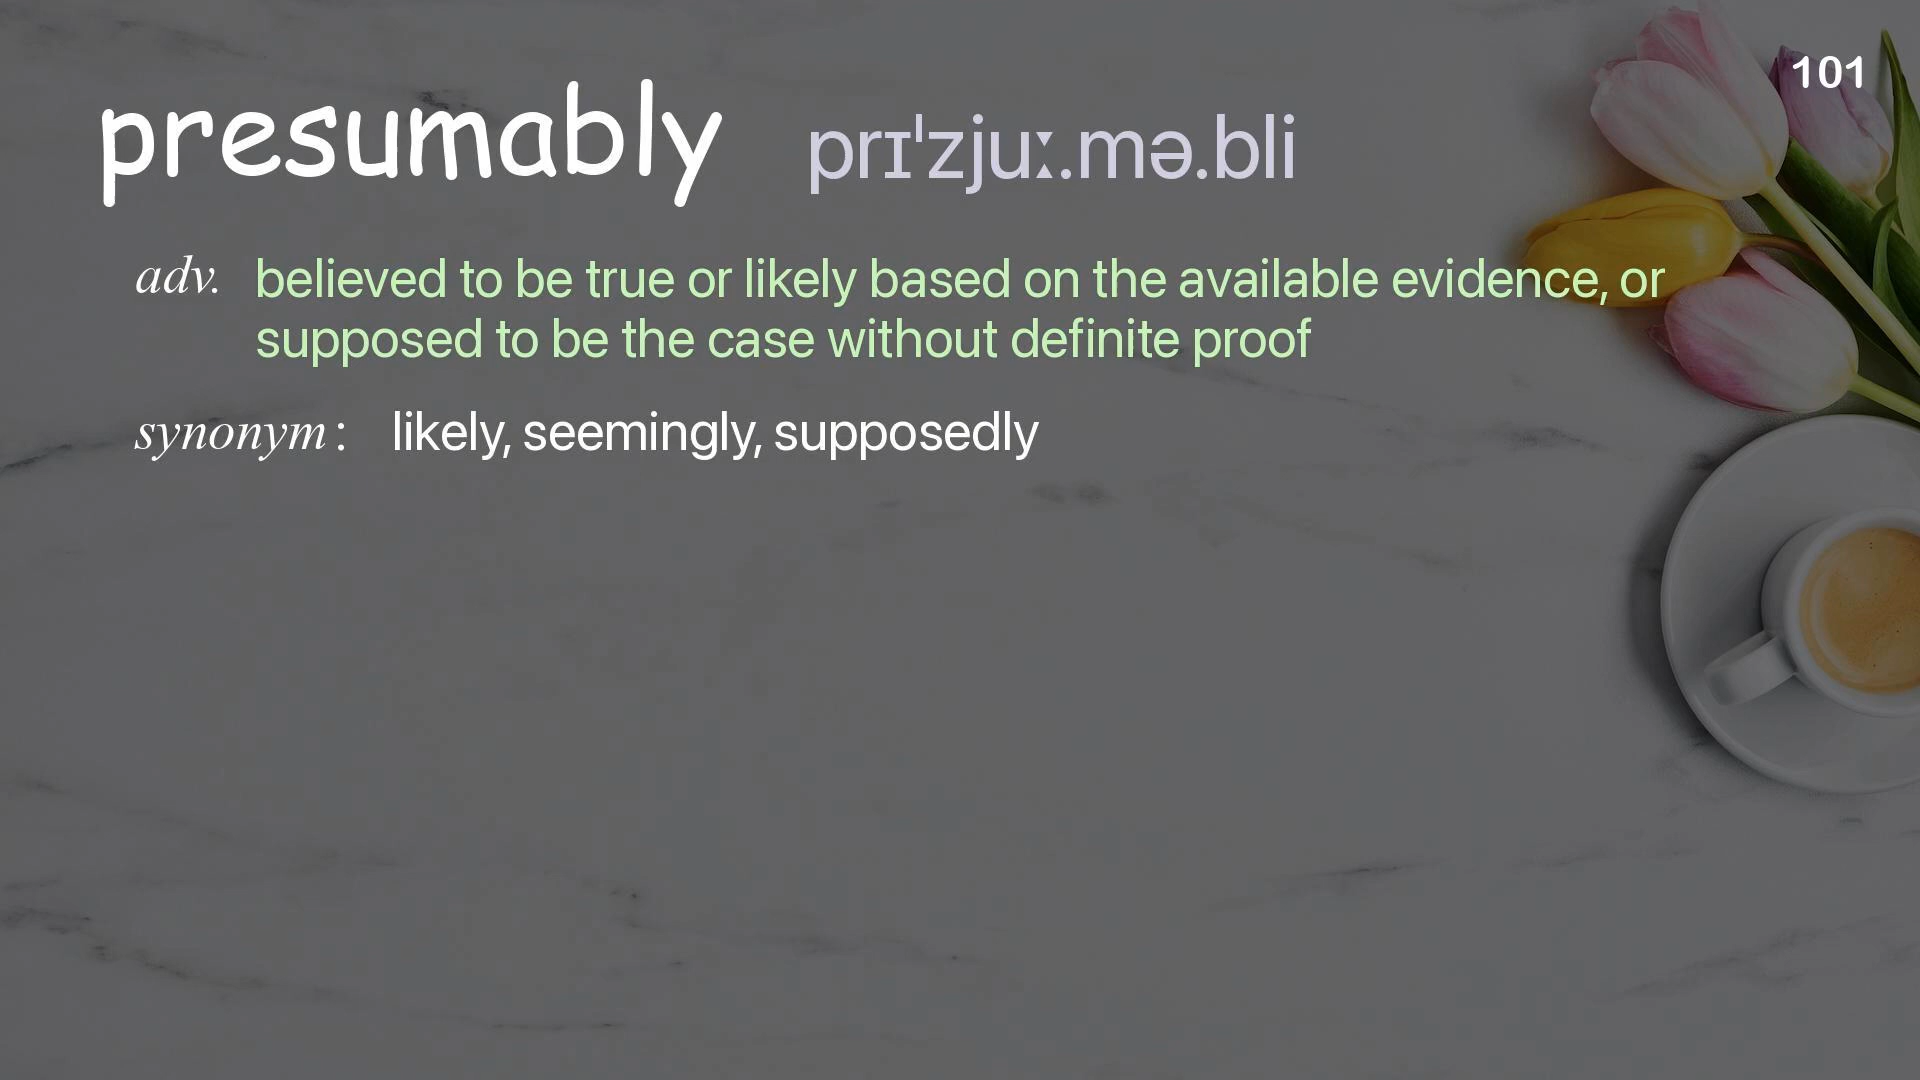 101
presumably prɪˈzjuː.mə.bli
adv. believed to be true or likely based on the available evidence, or
supposed to be the case without definite proof
synonym: likely, seemingly, supposedly